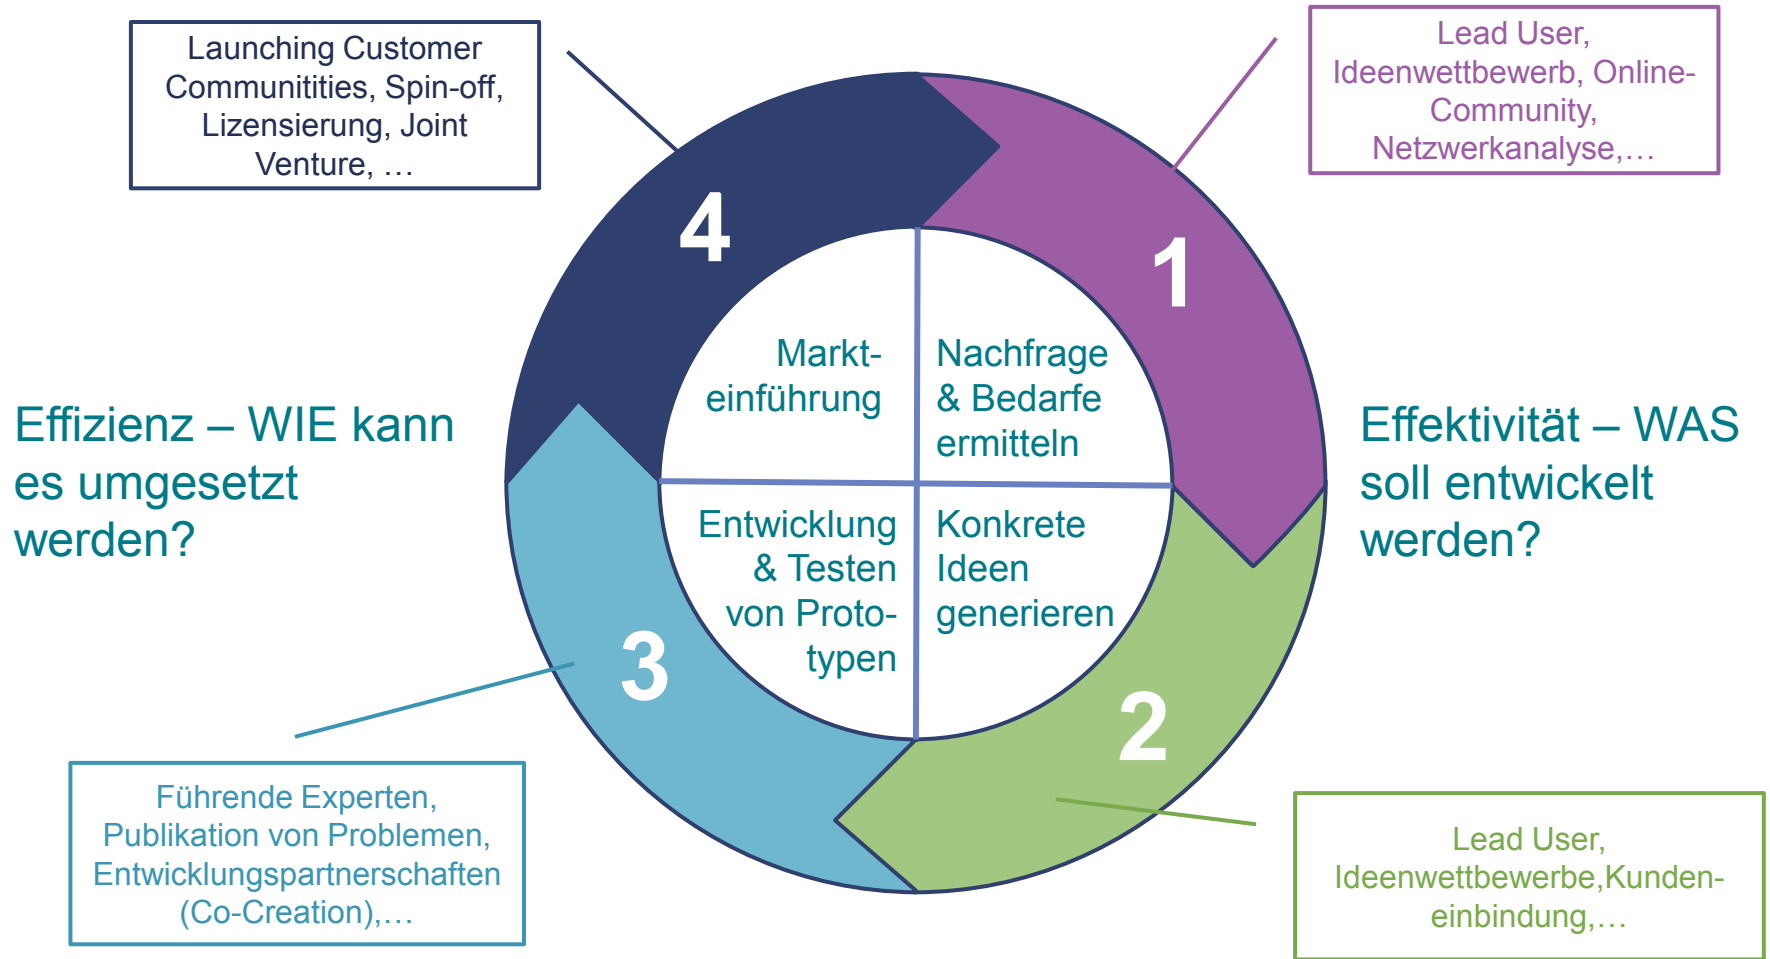 Launching Customer
Communitities, Spin-off,
Lizensierung, Joint
Venture, …
Lead User,
Ideenwettbewerb, Online-
Community,
Netzwerkanalyse,…
4
1
Markt-
einführung
Nachfrage
& Bedarfe
ermitteln
Effizienz – WIE kann
es umgesetzt
werden?
Effektivität – WAS
soll entwickelt
werden?
Entwicklung
& Testen
von Proto-
typen
Konkrete
Ideen
generieren
3
2
Führende Experten,
Publikation von Problemen,
Entwicklungspartnerschaften
(Co-Creation),…
Lead User,
Ideenwettbewerbe,Kunden-
einbindung,…